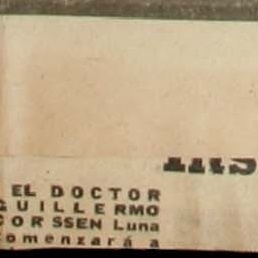 EL DOCTOR
GUILLERMO
CORSSEN Luna
comenzará a